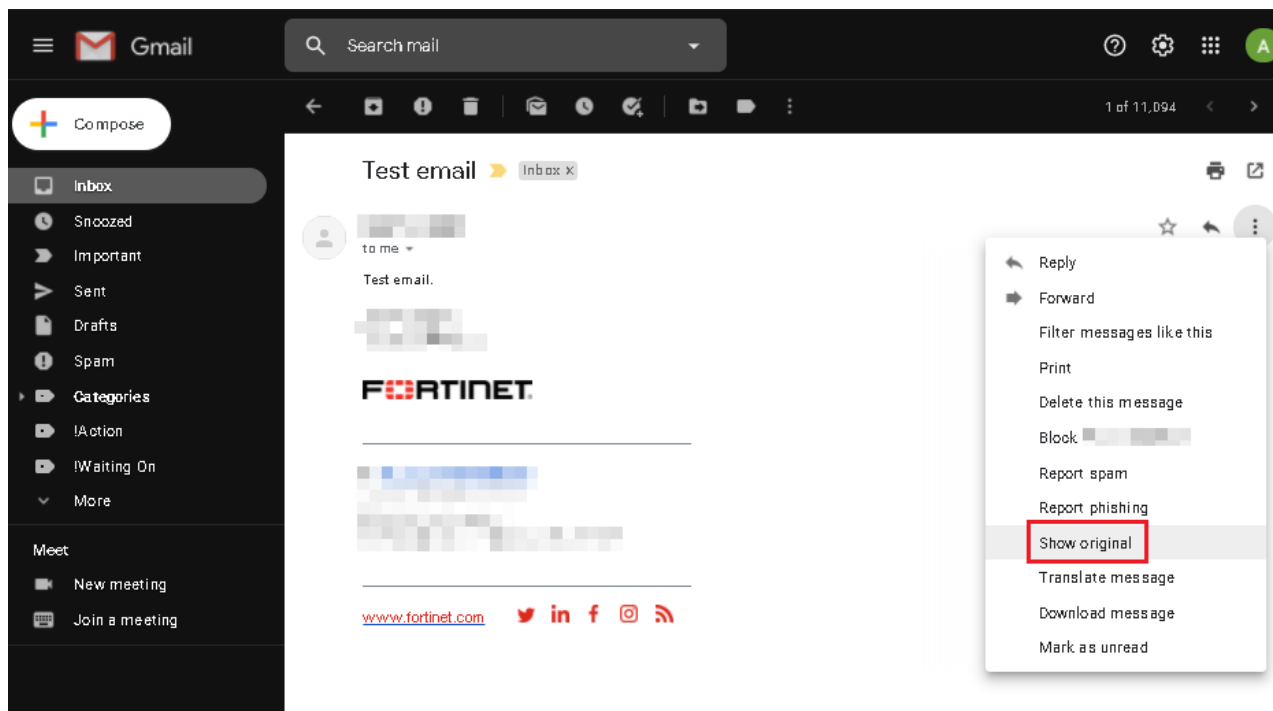 Gmail
Search mail
A
Compose
1 of 11,094
Inbox
Snoozed
Important
Sent
Drafts
Spam
Categories
!Action
!Waiting On
More
Meet
New meeting
Join a meeting
Test email
Inbox x
to me
Test email.
FORTINET
www.fortinet.com
Reply
Forward
Filter messages like this
Print
Delete this message
Block
Report spam
Report phishing
Show original
Translate message
Download message
Mark as unread